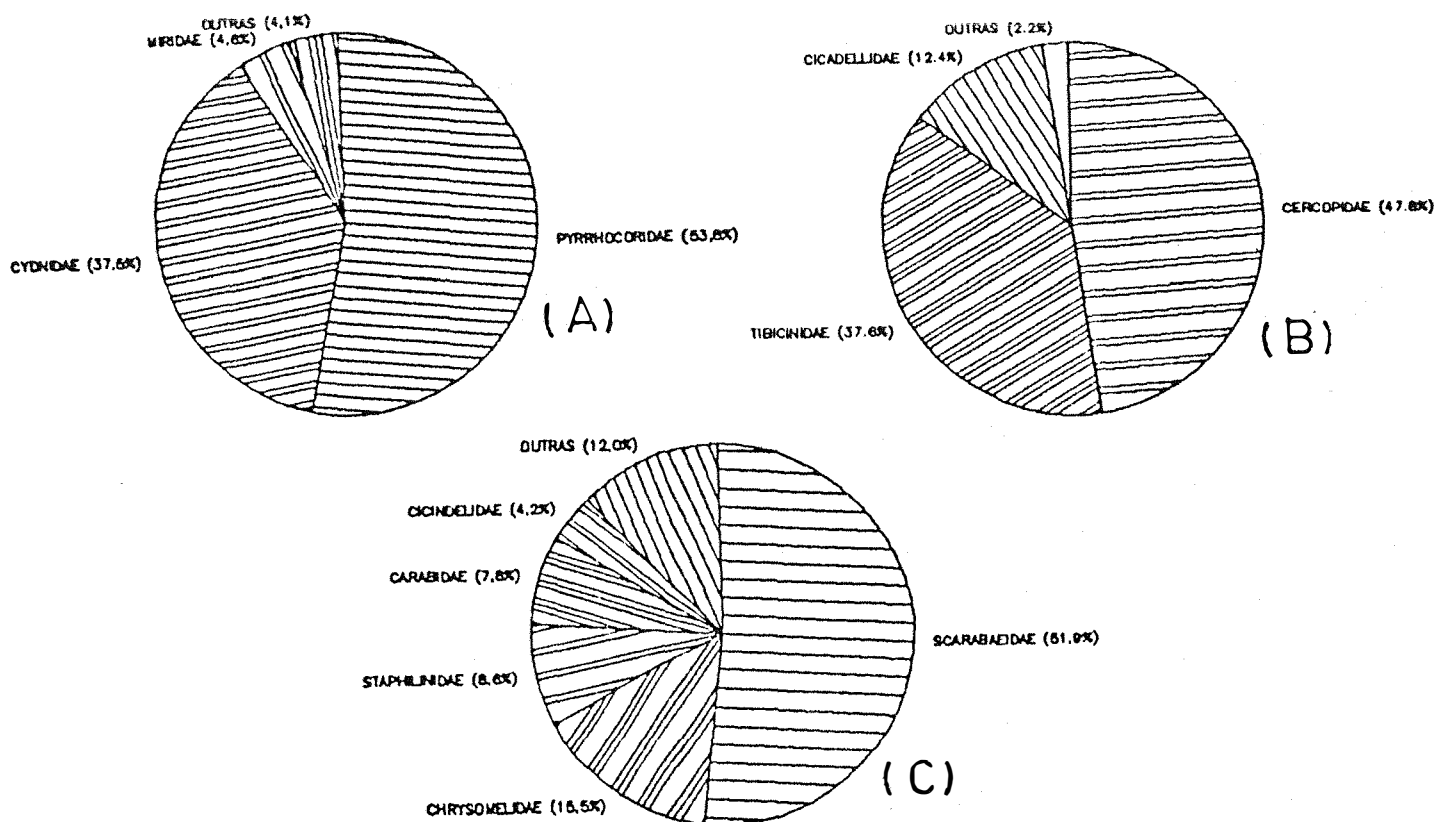 OUTRAS (4,1%)
MIRIDAE (4,6%)
CYDNIDAE (37,5%)
PYRRHOCORIDAE (53,8%)
(A)
OUTRAS (2.2%)
CICADELLIDAE (12.4%)
CERCOPIDAE (47.8%)
TIBICINIDAE (37.6%)
(B)
OUTRAS (12,0%)
CICINDELIDAE (4,2%)
CARABIDAE (7,8%)
STAPHILINIDAE (8,6%)
CHRYSOMELIDAE (15,5%)
SCARABAEIDAE (51,9%)
(C)